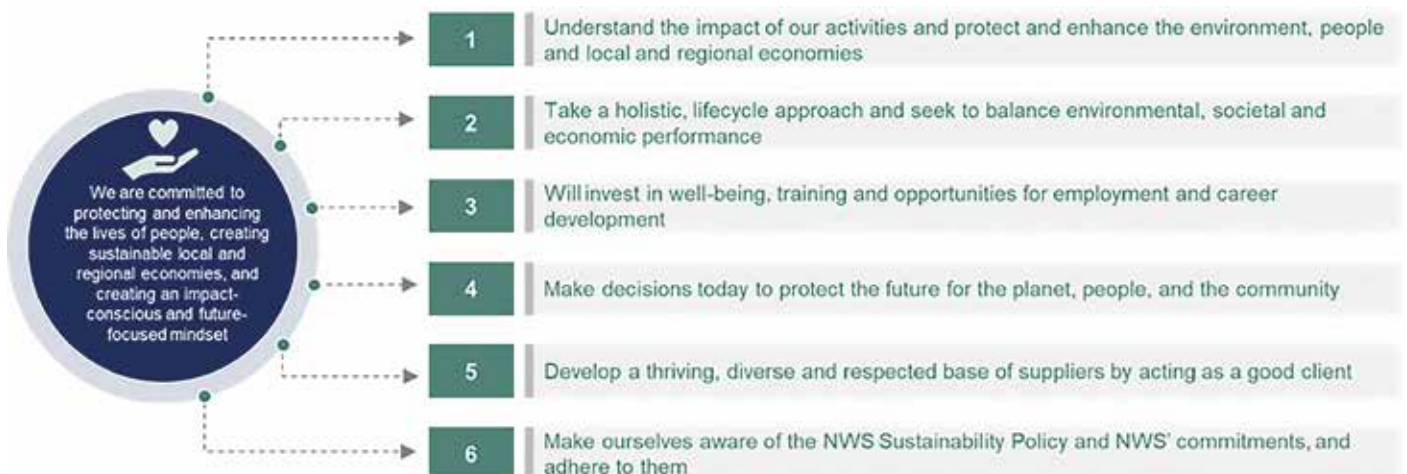 We are committed to
protecting and enhancing
the lives of people, creating
sustainable local and
regional economies, and
creating an impact-
conscious and future-
focused mindset
1
Understand the impact of our activities and protect and enhance the environment, people
and local and regional economies
2
Take a holistic, lifecycle approach and seek to balance environmental, societal and
economic performance
3
Will invest in well-being, training and opportunities for employment and career
development
4
Make decisions today to protect the future for the planet, people, and the community
5
Develop a thriving, diverse and respected base of suppliers by acting as a good client
6
Make ourselves aware of the NWS Sustainability Policy and NWS' commitments, and
adhere to them